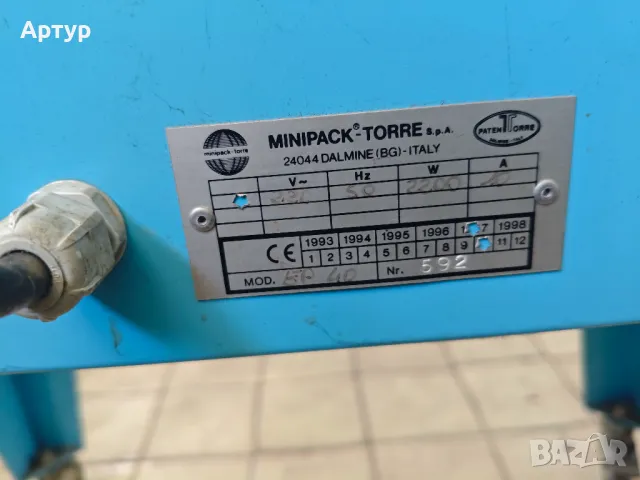 Артур
MINIPACK®-TORRE S.p.A.
24044 DALMINE (BG) - ITALY
minipack-torre
PATENT TORRE
V~ Hz W A
50 2200
CE 1993 1994 1995 1996 1998
1 2 3 4 5 6 7 8 9 11 12
MOD. 40 Nr. 592
BAZAR